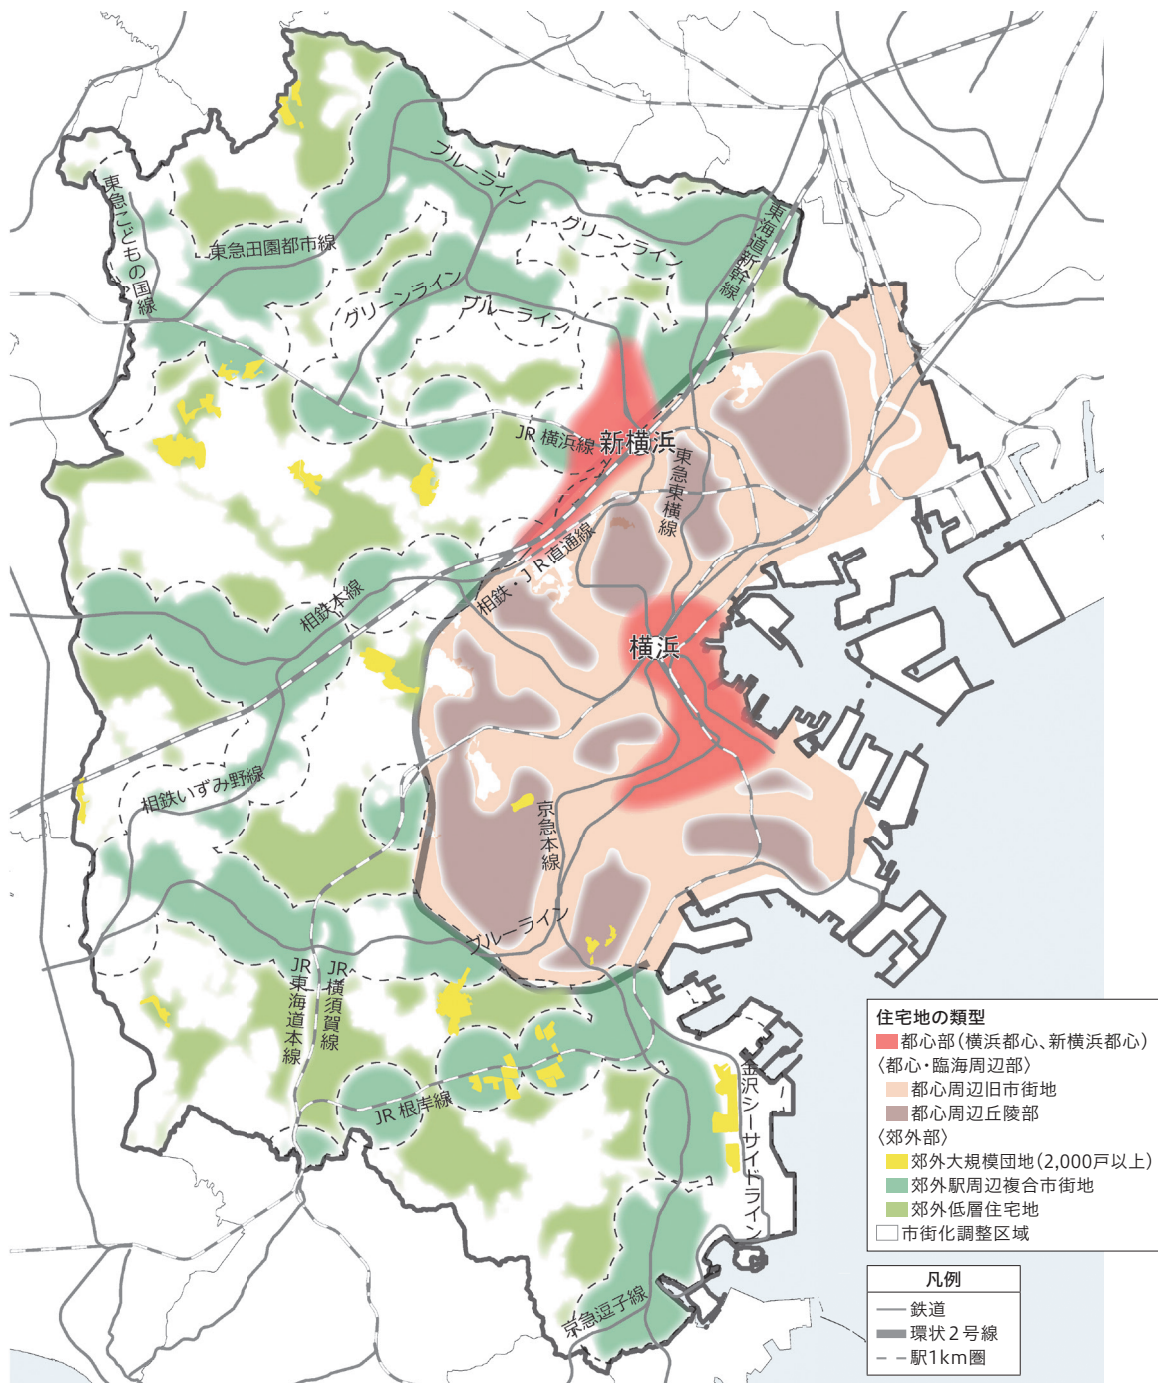 ブルーライン
東急こどもの国線
東急田園都市線
グリーンライン
東海道新幹線
グリーンライン
ブルーライン
JR 横浜線
新横浜
東急東横線
相鉄・JR直通線
相鉄本線
横浜
相鉄いずみ野線
京急本線
ブルーライン
JR東海道本線
JR横須賀線
JR 根岸線
金沢シーサイドライン
京急逗子線
住宅地の類型
都心部(横浜都心、新横浜都心)
〈都心・臨海周辺部〉
都心周辺旧市街地
都心周辺丘陵部
〈郊外部〉
郊外大規模団地(2,000戸以上)
郊外駅周辺複合市街地
郊外低層住宅地
市街化調整区域
凡例
鉄道
環状2号線
駅1km圏